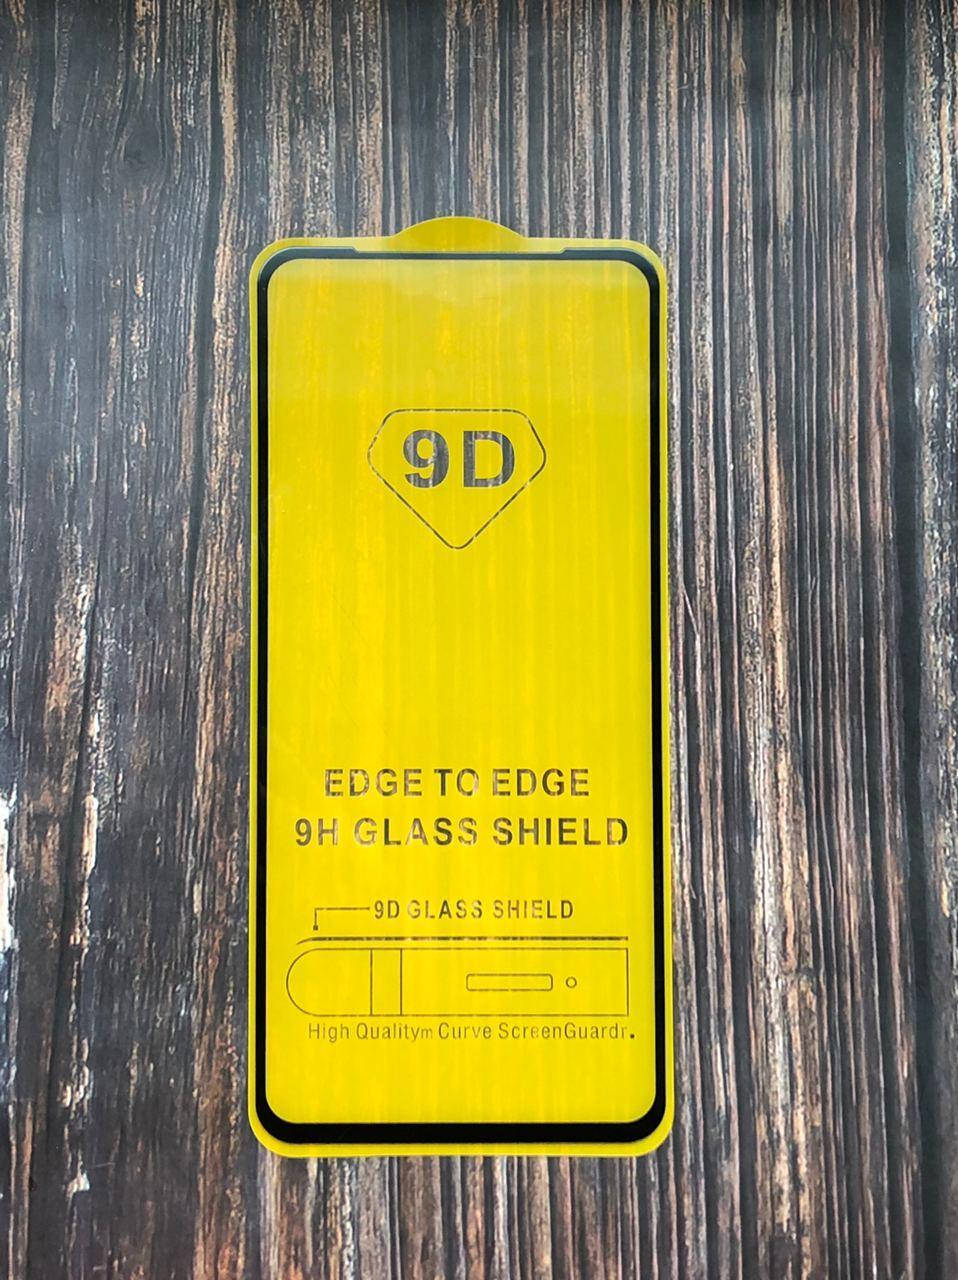 9D
EDGE TO EDGE
9H GLASS SHIELD
9D GLASS SHIELD
High Qualitym Curve ScreenGuardr.